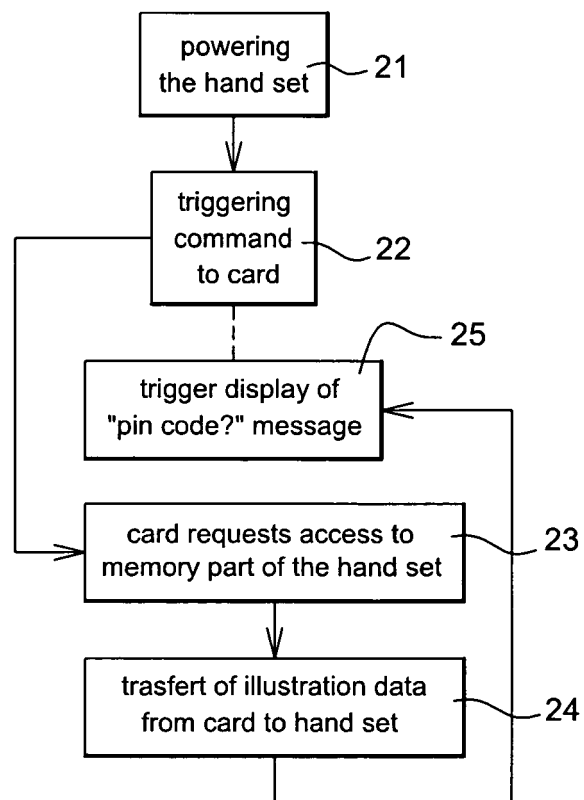 powering
the hand set
21
triggering
command
to card
22
25
trigger display of
"pin code?" message
card requests access to
memory part of the hand set
23
trasfert of illustration data
from card to hand set
24